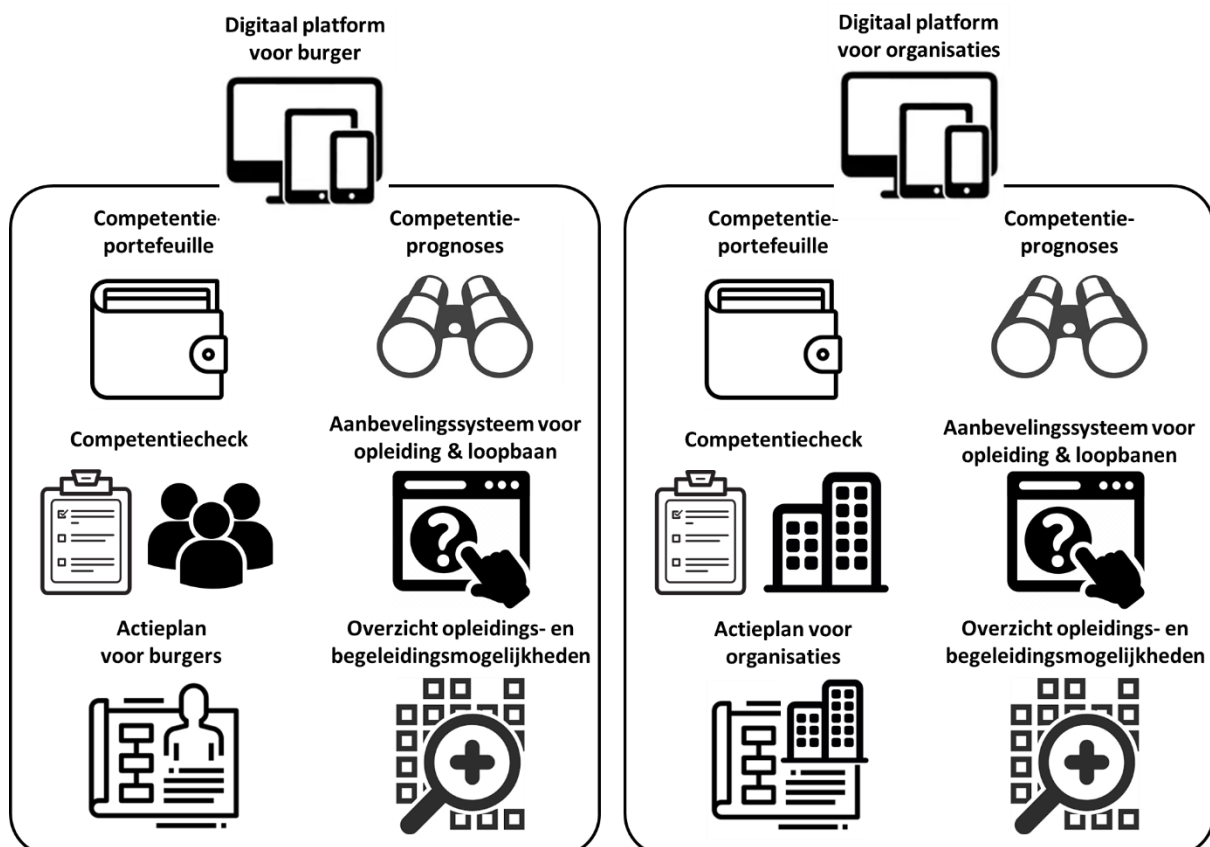 Digitaal platform
voor burger
Competentie-
portefeuille
Competentie-
prognoses
Competentiecheck
Aanbevelingssysteem voor
opleiding & loopbaan
Actieplan
voor burgers
Overzicht opleidings- en
begeleidingsmogelijkheden
Digitaal platform
voor organisaties
Competentie-
portefeuille
Competentie-
prognoses
Competentiecheck
Aanbevelingssysteem voor
opleiding & loopbanen
Actieplan voor
organisaties
Overzicht opleidings- en
begeleidingsmogelijkheden